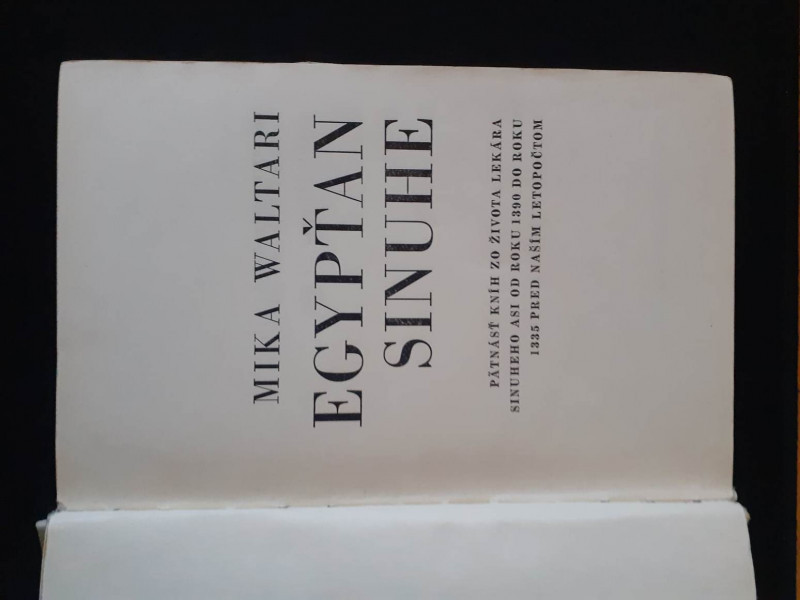 MIKA WALTARI
EGYPŤAN
SINUHE
PÄTNÁSŤ KNÍH ZO ŽIVOTA LEKÁRA
SINUHEHO ASI OD ROKU 1390 DO ROKU
1335 PRED NAŠÍM LETOPOČTOM